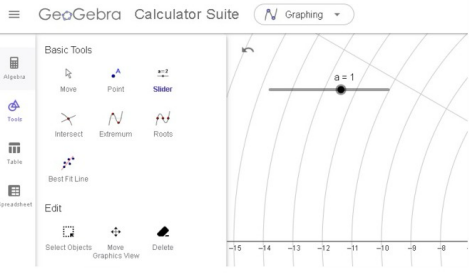 GeoGebra Calculator Suite Graphing
Algebra
Tools
Table
Spreadsheet
Basic Tools
Move Point a=2 Slider
Intersect Extremum Roots
Best Fit Line
Edit
Select Objects Move Graphics View Delete
a = 1
-15 -14 -13 -12 -11 -10 -9 -8